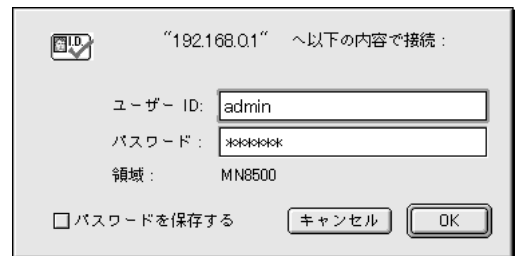 I.D.
“192.168.0.1” へ以下の内容で接続：
ユーザー ID: admin
パスワード： ******
領域： MN8500
パスワードを保存する キャンセル OK